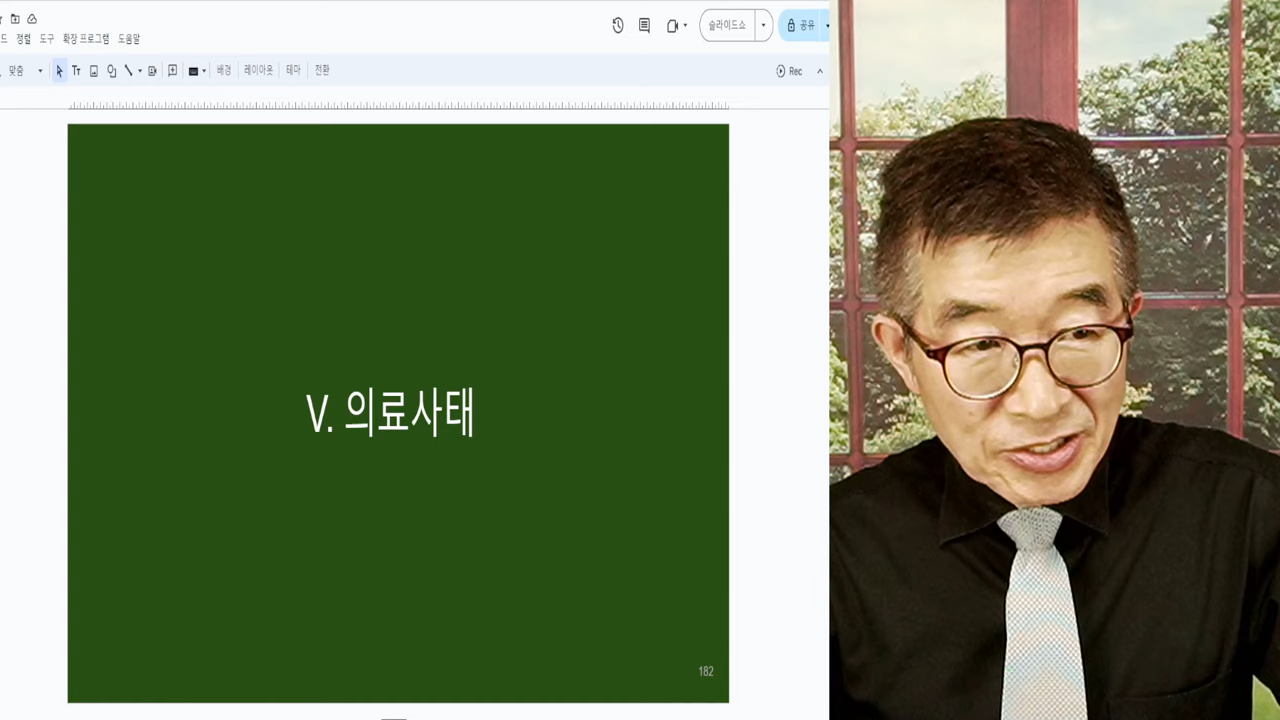 드 정렬 도구 확장 프로그램 도움말
슬라이드쇼
공유
맞춤
Tт
배경
레이아웃
테마
전환
Rec
V. 의료사태
182